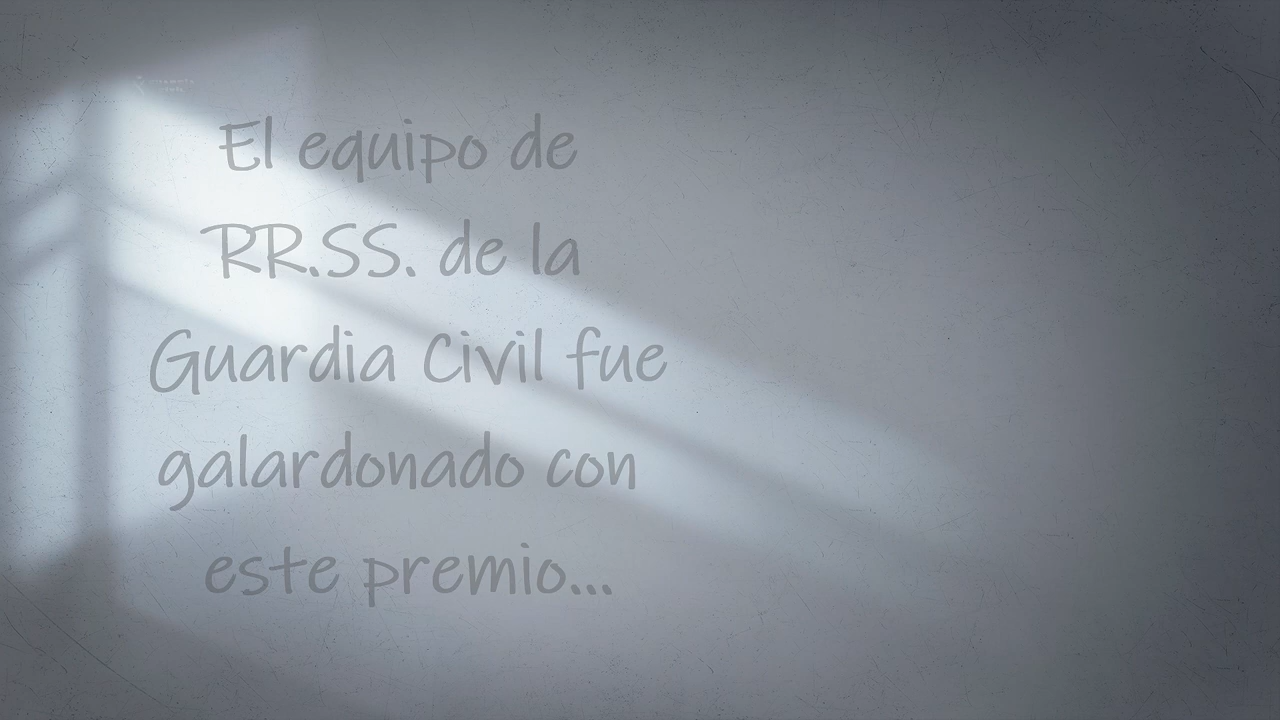 El equipo de
RR.SS. de la
Guardia Civil fue
galardonado con
este premio...